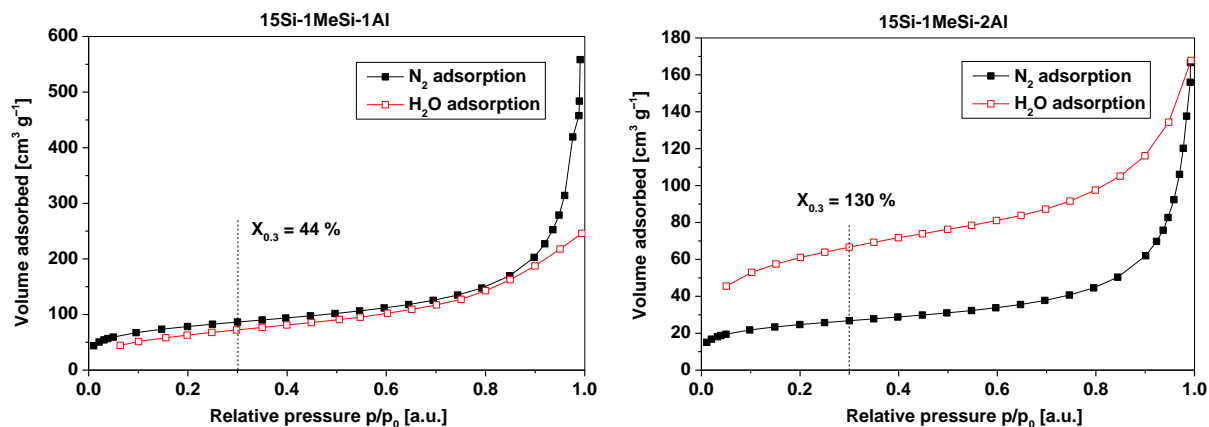 15Si-1MeSi-1Al
600
500
400
300
200
100
0
Volume adsorbed [cm³ g⁻¹]
N₂ adsorption
H₂O adsorption
X₀.₃ = 44 %
0.0 0.2 0.4 0.6 0.8 1.0
Relative pressure p/p₀ [a.u.]
15Si-1MeSi-2Al
180
160
140
120
100
80
60
40
20
0
Volume adsorbed [cm³ g⁻¹]
N₂ adsorption
H₂O adsorption
X₀.₃ = 130 %
0.0 0.2 0.4 0.6 0.8 1.0
Relative pressure p/p₀ [a.u.]